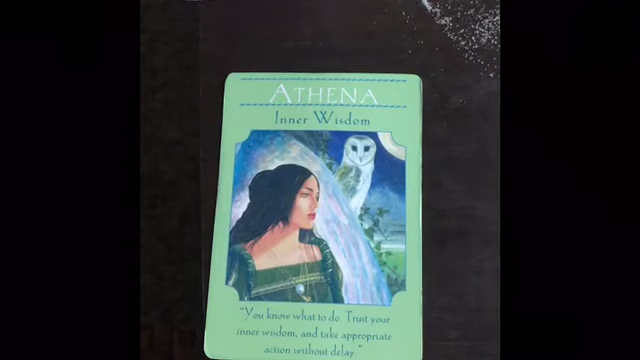 ATHENA
Inner Wisdom
"You know what to do. Trust your
inner wisdom, and take appropriate
action without delay."